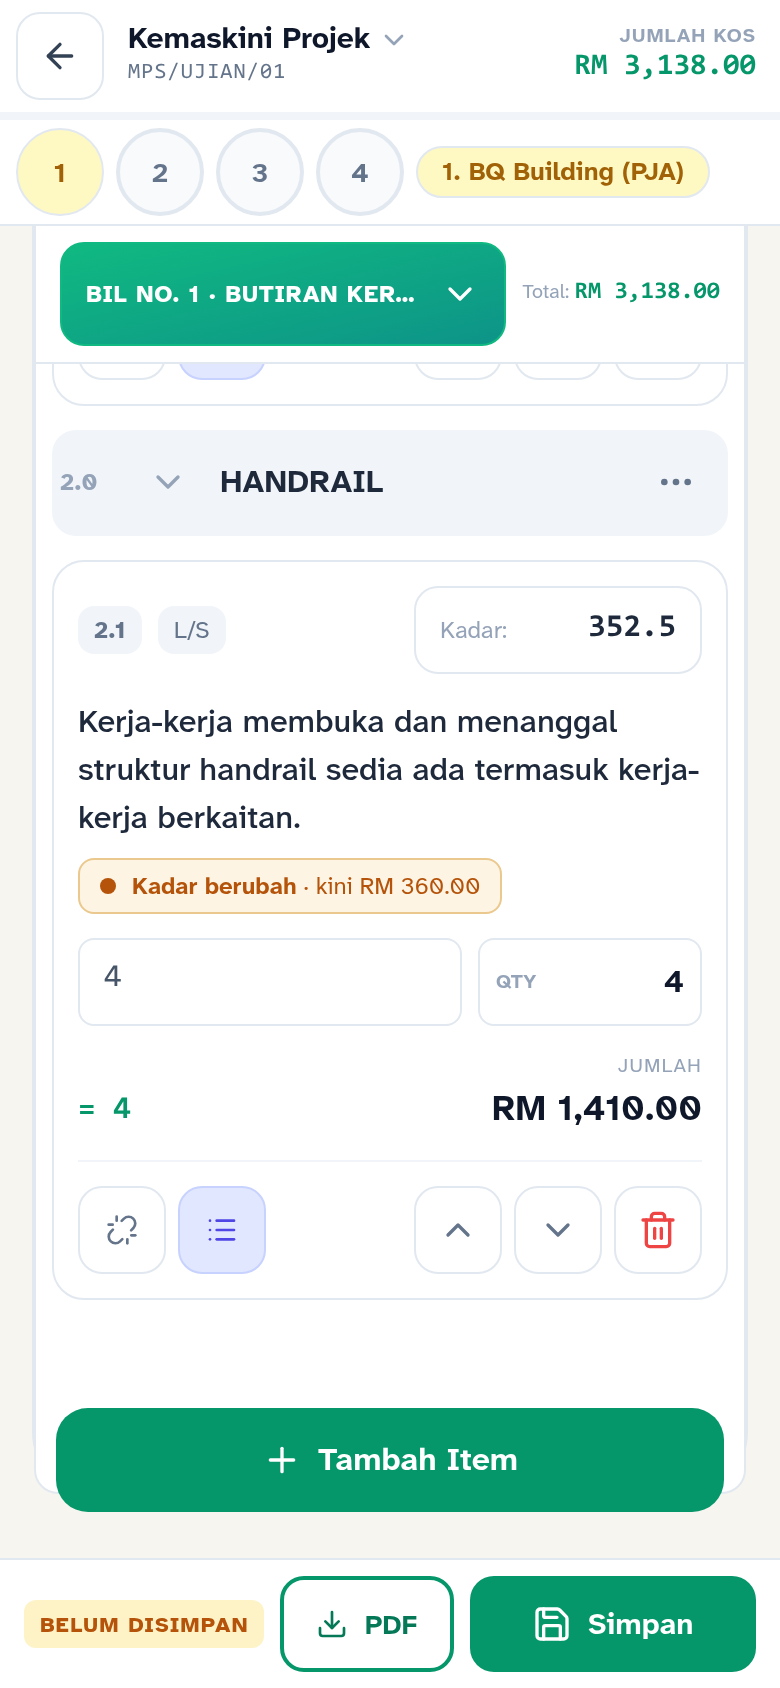 Kemaskini Projek
MPS/UJIAN/01
JUMLAH KOS
RM 3,138.00
1
2
3
4
1. BQ Building (PJA)
BIL NO. 1 · BUTIRAN KER...
Total: RM 3,138.00
2.0
HANDRAIL
2.1
L/S
Kadar:
352.5
Kerja-kerja membuka dan menanggal
struktur handrail sedia ada termasuk kerja-
kerja berkaitan.
Kadar berubah · kini RM 360.00
4
QTY
4
JUMLAH
= 4
RM 1,410.00
Tambah Item
BELUM DISIMPAN
PDF
Simpan